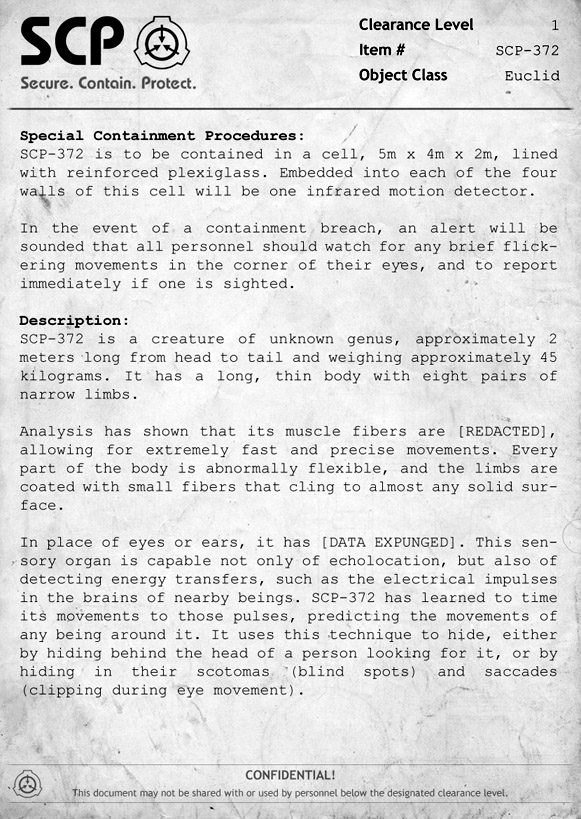 SCP
Secure. Contain. Protect.
Clearance Level 1
Item # SCP-372
Object Class Euclid
Special Containment Procedures:
SCP-372 is to be contained in a cell, 5m x 4m x 2m, lined
with reinforced plexiglass. Embedded into each of the four
walls of this cell will be one infrared motion detector.
In the event of a containment breach, an alert will be
sounded that all personnel should watch for any brief flick-
ering movements in the corner of their eyes, and to report
immediately if one is sighted.
Description:
SCP-372 is a creature of unknown genus, approximately 2
meters long from head to tail and weighing approximately 45
kilograms. It has a long, thin body with eight pairs of
narrow limbs.
Analysis has shown that its muscle fibers are [REDACTED],
allowing for extremely fast and precise movements. Every
part of the body is abnormally flexible, and the limbs are
coated with small fibers that cling to almost any solid sur-
face.
In place of eyes or ears, it has [DATA EXPUNGED]. This sen-
sory organ is capable not only of echolocation, but also of
detecting energy transfers, such as the electrical impulses
in the brains of nearby beings. SCP-372 has learned to time
its movements to those pulses, predicting the movements of
any being around it. It uses this technique to hide, either
by hiding behind the head of a person looking for it, or by
hiding in their scotomas (blind spots) and saccades
(clipping during eye movement).
CONFIDENTIAL!
This document may not be shared with or used by personnel below the designated clearance level.